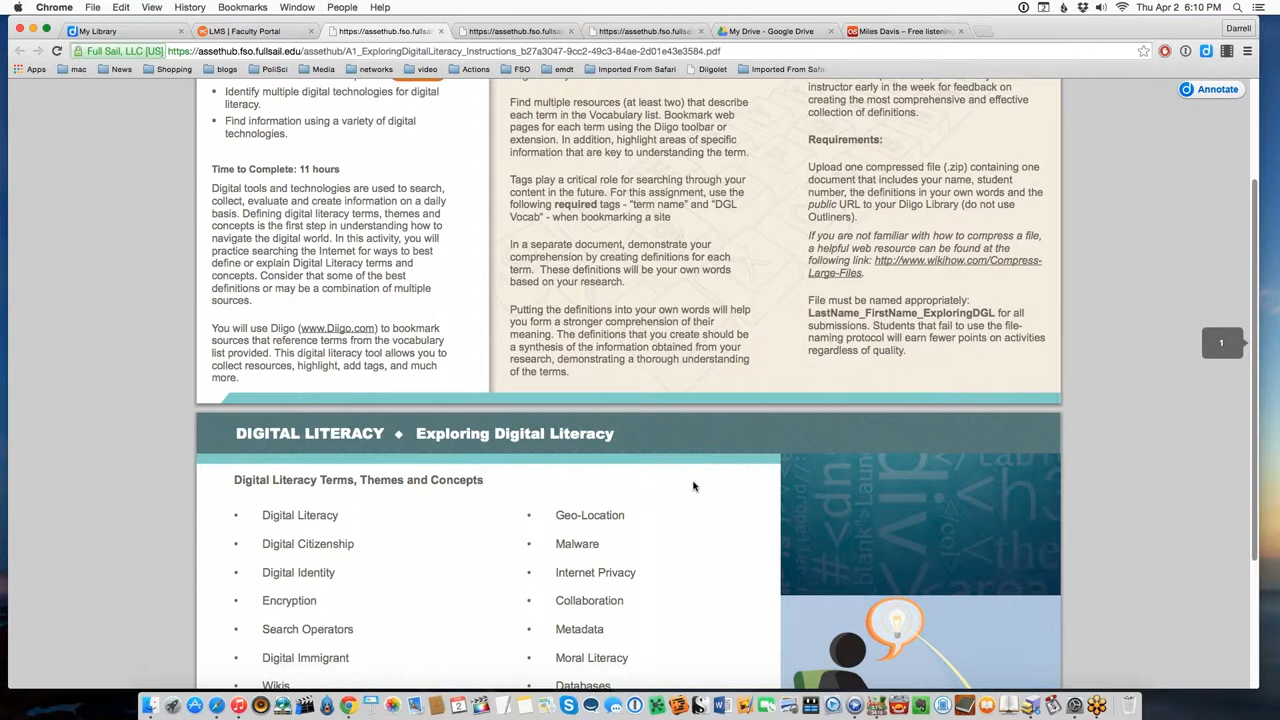 Chrome File Edit View History Bookmarks Window People Help
Thu Apr 2 6:10 PM
My Library
LMS | Faculty Portal
https://assethub.fso.fullsail
https://assethub.fso.fullsail
https://assethub.fso.fullsail
My Drive - Google Drive
Miles Davis – Free listening
Darrell
Full Sail, LLC [US]
https://assethub.fso.fullsail.edu/assethub/A1_ExploringDigitalLiteracy_Instructions_b27a3047-9cc2-49c3-84ae-2d01e43e3584.pdf
Apps mac News Shopping blogs PoliSci Media networks video Actions FSO emdt Imported From Safari Diigolet Imported From Safa
Annotate
• Identify multiple digital technologies for digital
literacy.
• Find information using a variety of digital
technologies.
Time to Complete: 11 hours
Digital tools and technologies are used to search,
collect, evaluate and create information on a daily
basis. Defining digital literacy terms, themes and
concepts is the first step in understanding how to
navigate the digital world. In this activity, you will
practice searching the Internet for ways to best
define or explain Digital Literacy terms and
concepts. Consider that some of the best
definitions or may be a combination of multiple
sources.
You will use Diigo (www.Diigo.com) to bookmark
sources that reference terms from the vocabulary
list provided. This digital literacy tool allows you to
collect resources, highlight, add tags, and much
more.
Find multiple resources (at least two) that describe
each term in the Vocabulary list. Bookmark web
pages for each term using the Diigo toolbar or
extension. In addition, highlight areas of specific
information that are key to understanding the term.
Tags play a critical role for searching through your
content in the future. For this assignment, use the
following required tags - "term name" and "DGL
Vocab" - when bookmarking a site
In a separate document, demonstrate your
comprehension by creating definitions for each
term. These definitions will be your own words
based on your research.
Putting the definitions into your own words will help
you form a stronger comprehension of their
meaning. The definitions that you create should be
a synthesis of the information obtained from your
research, demonstrating a thorough understanding
of the terms.
instructor early in the week for feedback on
creating the most comprehensive and effective
collection of definitions.
Requirements:
Upload one compressed file (.zip) containing one
document that includes your name, student
number, the definitions in your own words and the
public URL to your Diigo Library (do not use
Outliners).
If you are not familiar with how to compress a file,
a helpful web resource can be found at the
following link: http://www.wikihow.com/Compress-
Large-Files.
File must be named appropriately:
LastName_FirstName_ExploringDGL for all
submissions. Students that fail to use the file-
naming protocol will earn fewer points on activities
regardless of quality.
1
DIGITAL LITERACY ◆ Exploring Digital Literacy
Digital Literacy Terms, Themes and Concepts
• Digital Literacy
• Digital Citizenship
• Digital Identity
• Encryption
• Search Operators
• Digital Immigrant
• Wikis
• Geo-Location
• Malware
• Internet Privacy
• Collaboration
• Metadata
• Moral Literacy
• Databases